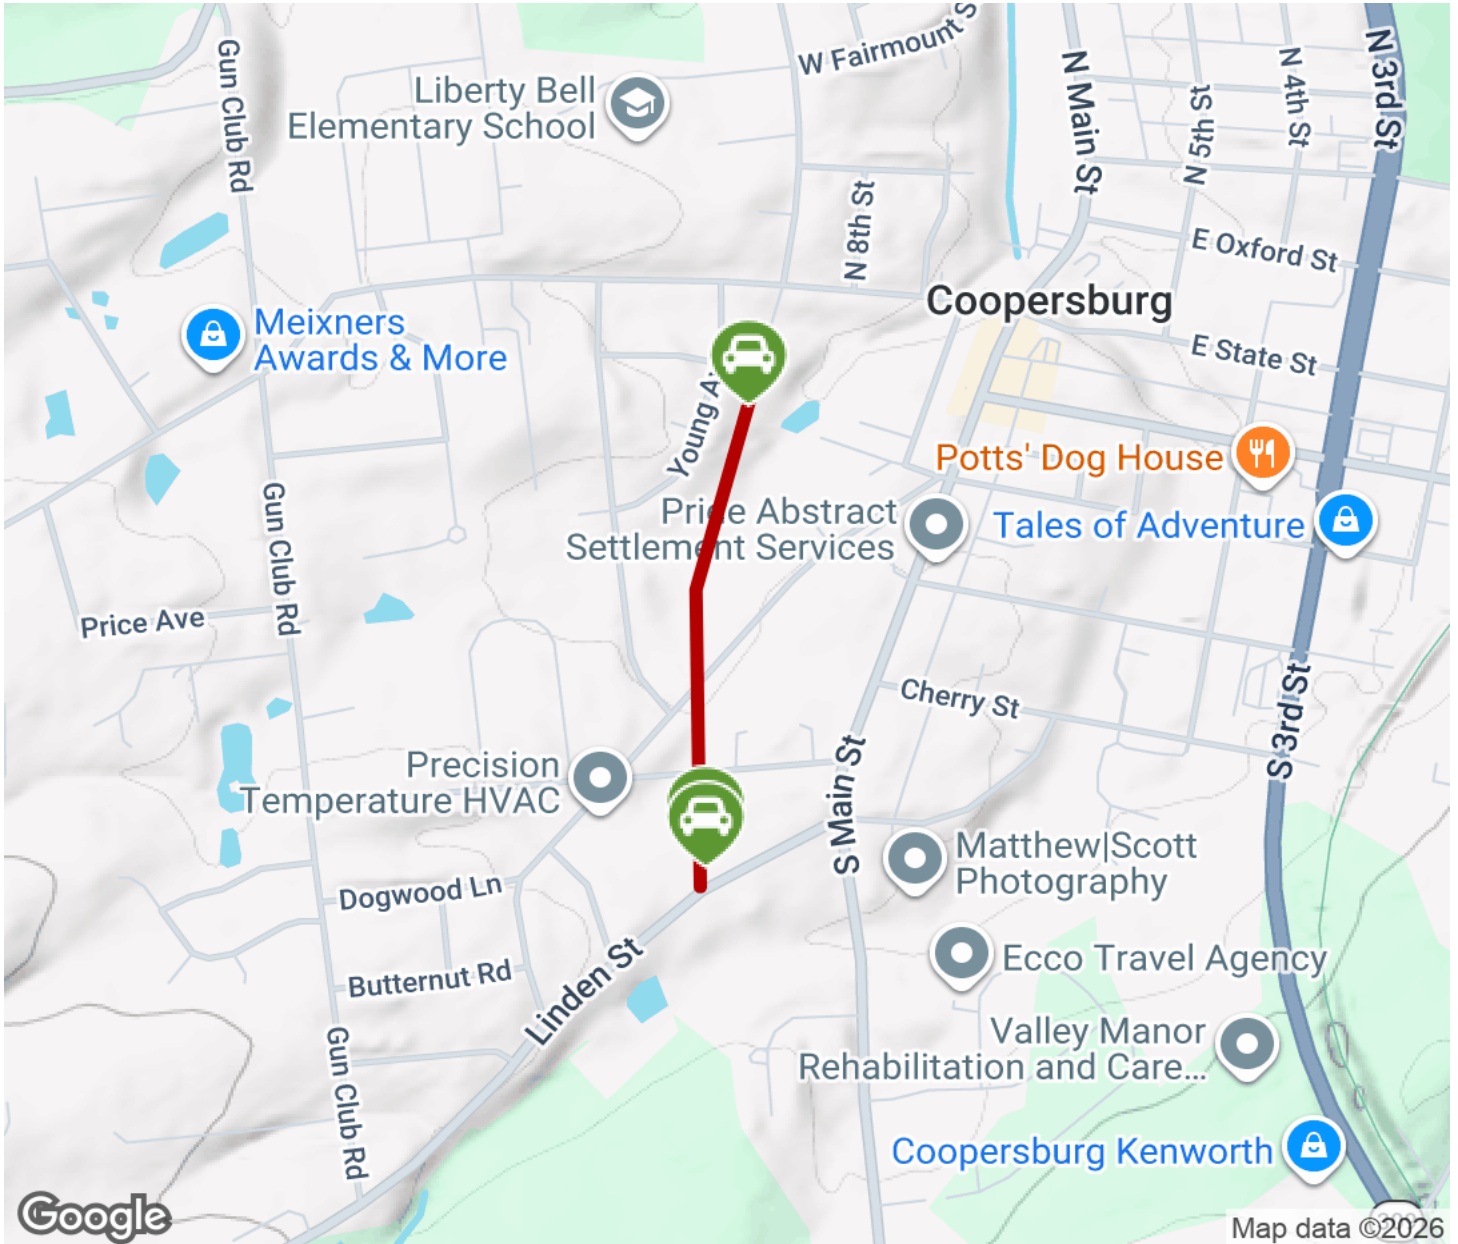 W Fairmount S
N Main St
N 5th St
N 4th St
N 3rd St
Gun Club Rd
Liberty Bell
Elementary School
N 8th St
E Oxford St
Coopersburg
Meixners
Awards & More
E State St
Young A
Potts' Dog House
Price Abstract
Settlement Services
Tales of Adventure
Gun Club Rd
Price Ave
Cherry St
S 3rd St
S Main St
Precision
Temperature HVAC
Matthew|Scott
Photography
Dogwood Ln
Butternut Rd
Linden St
Ecco Travel Agency
Valley Manor
Rehabilitation and Care...
Gun Club Rd
Coopersburg Kenworth
Google
Map data ©2026